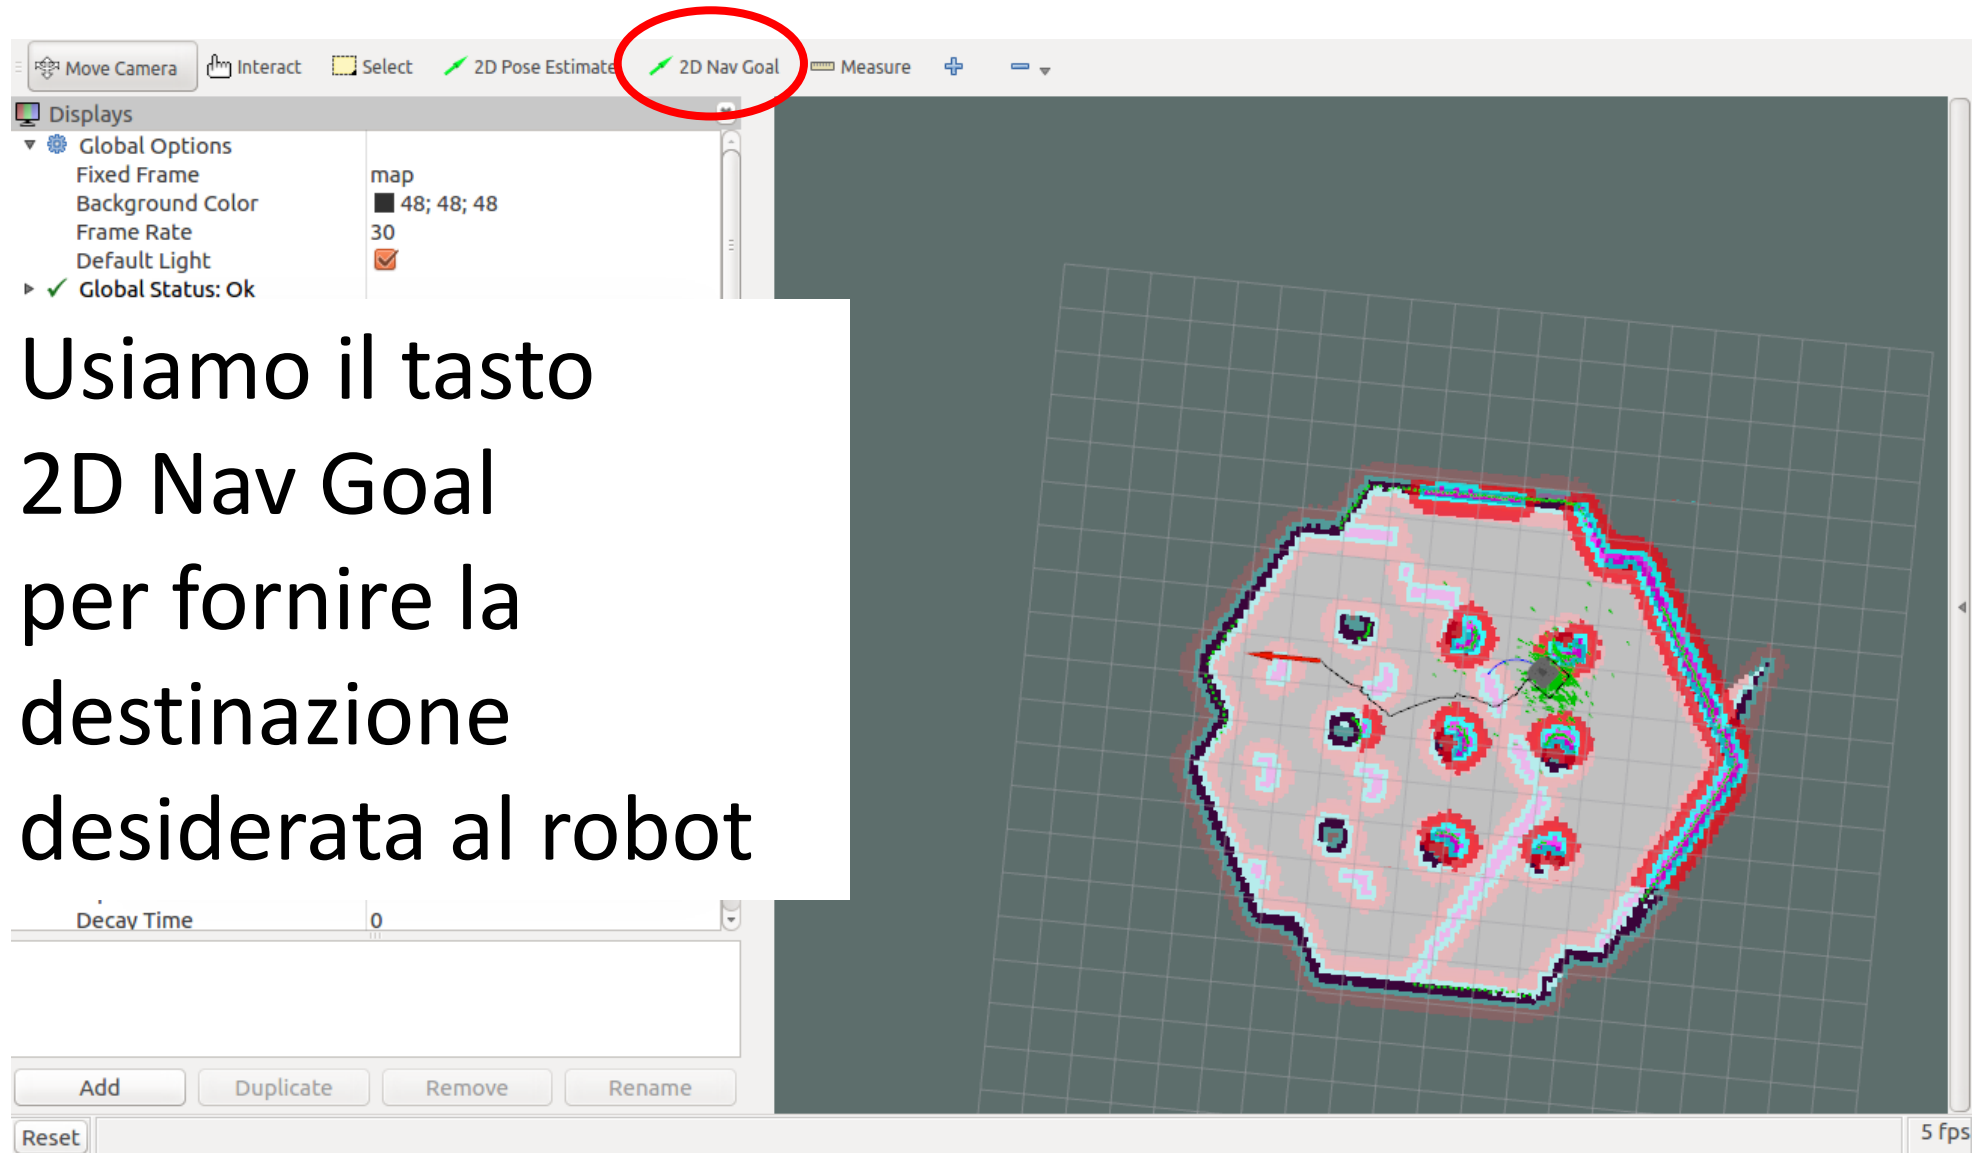 Move Camera Interact Select 2D Pose Estimate 2D Nav Goal Measure
Displays
Global Options
Fixed Frame map
Background Color 48; 48; 48
Frame Rate 30
Default Light
Global Status: Ok
Usiamo il tasto
2D Nav Goal
per fornire la
destinazione
desiderata al robot
Decay Time 0
Add Duplicate Remove Rename
Reset 5 fps